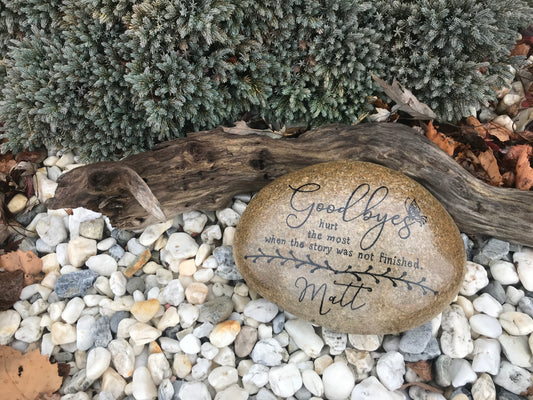 Goodbyes
hurt
the most
when the story was not finished.
Matt